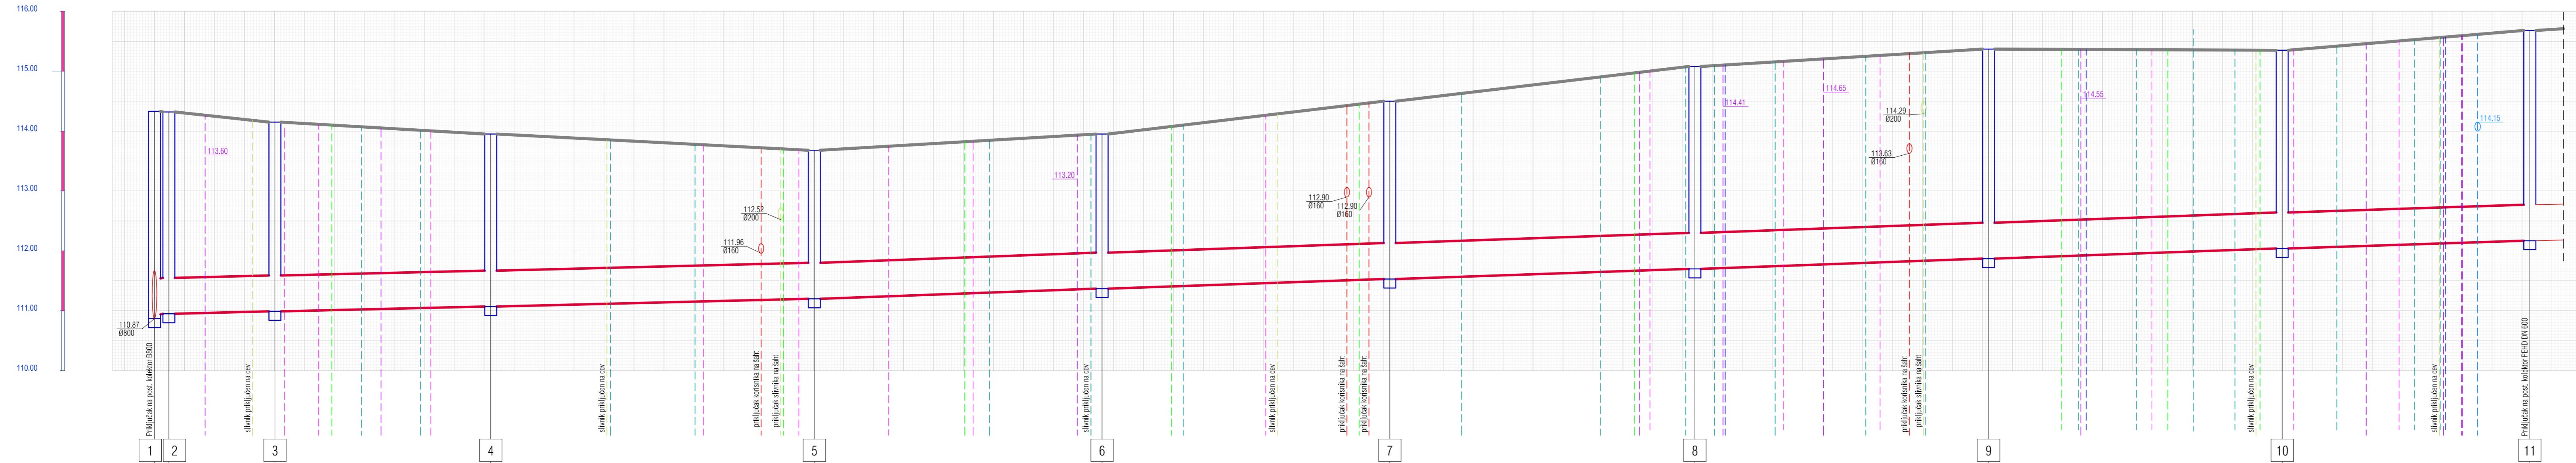 116.00
115.00
114.00
113.00
112.00
111.00
110.00
113.60
112.52
Ø200
111.96
Ø160
113.20
112.90
Ø160
112.90
Ø160
114.41
114.65
114.29
Ø200
113.63
Ø160
114.55
114.15
110.87
Ø800
Priključak na post. kolektor B800
slivnik priključen na cev
slivnik priključen na cev
priključak korisnika na šaht
priključak slivnika na šaht
slivnik priključen na cev
slivnik priključen na cev
priključak korisnika na šaht
priključak korisnika na šaht
priključak korisnika na šaht
priključak slivnika na šaht
slivnik priključen na cev
slivnik priključen na cev
Priključak na post. kolektor PEHD DN 600
1
2
3
4
5
6
7
8
9
10
11